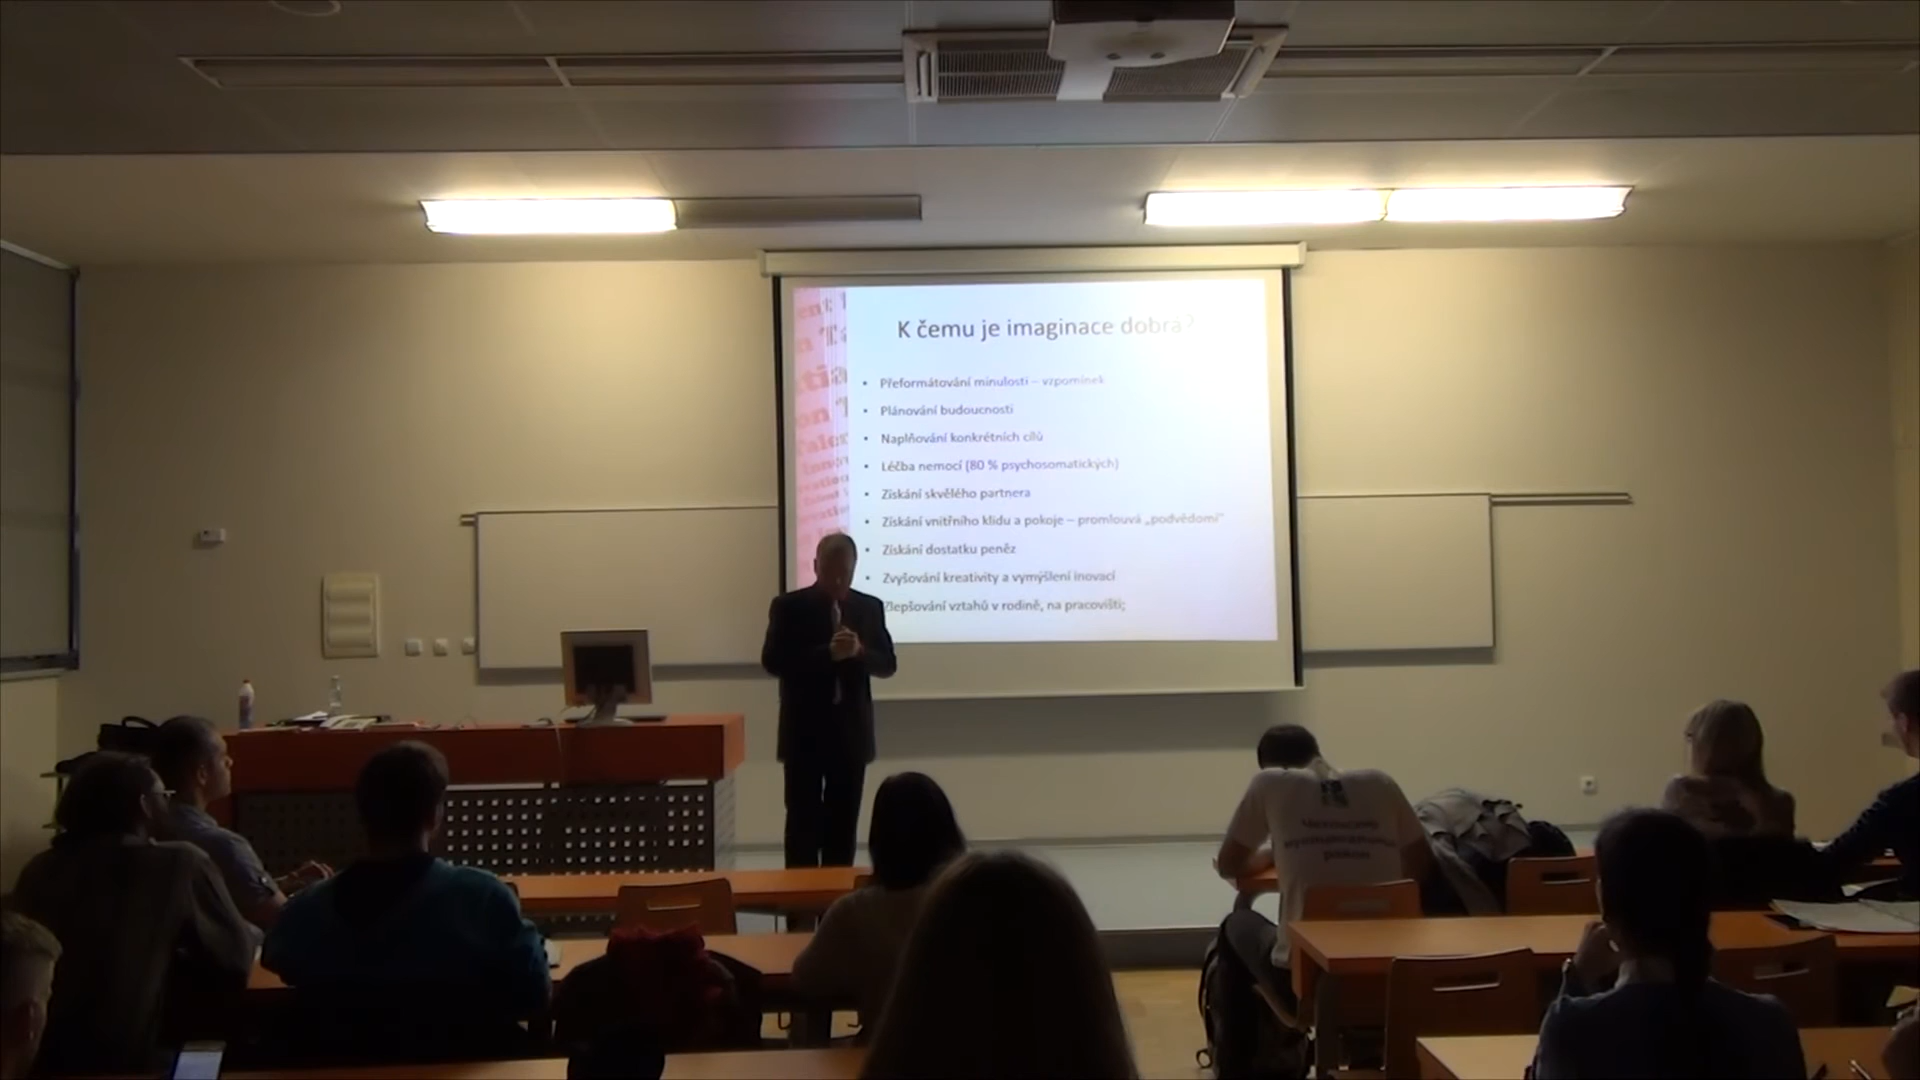 K čemu je imaginace dobrá?
• Přeformátování minulosti – vzpomínek
• Plánování budoucnosti
• Naplňování konkrétních cílů
• Léčba nemocí (80 % psychosomatických)
• Získání skvělého partnera
• Získání vnitřního klidu a pokoje – promlouvá „podvědomí"
• Získání dostatku peněz
• Zvyšování kreativity a vymýšlení inovací
Zlepšování vztahů v rodině, na pracovišti;